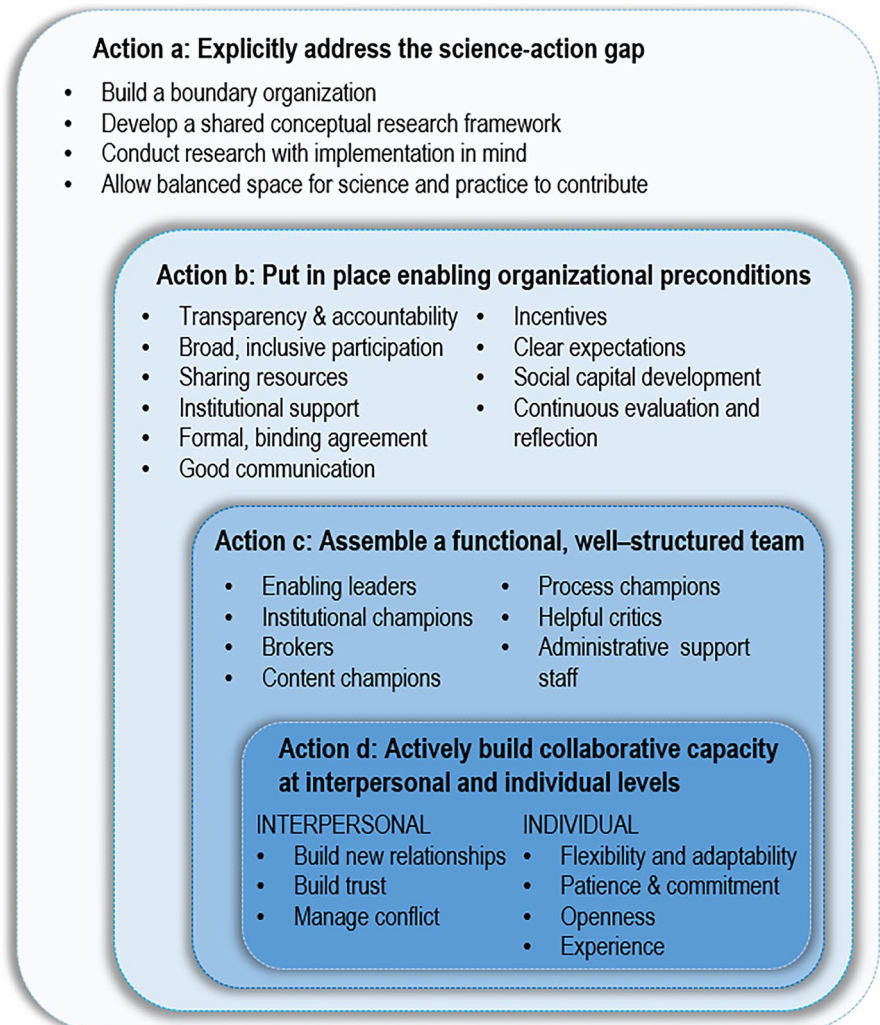 Action a: Explicitly address the science-action gap
• Build a boundary organization
• Develop a shared conceptual research framework
• Conduct research with implementation in mind
• Allow balanced space for science and practice to contribute
Action b: Put in place enabling organizational preconditions
• Transparency & accountability
• Broad, inclusive participation
• Sharing resources
• Institutional support
• Formal, binding agreement
• Good communication
• Incentives
• Clear expectations
• Social capital development
• Continuous evaluation and
reflection
Action c: Assemble a functional, well–structured team
• Enabling leaders
• Institutional champions
• Brokers
• Content champions
• Process champions
• Helpful critics
• Administrative support
staff
Action d: Actively build collaborative capacity
at interpersonal and individual levels
INTERPERSONAL
• Build new relationships
• Build trust
• Manage conflict
INDIVIDUAL
• Flexibility and adaptability
• Patience & commitment
• Openness
• Experience